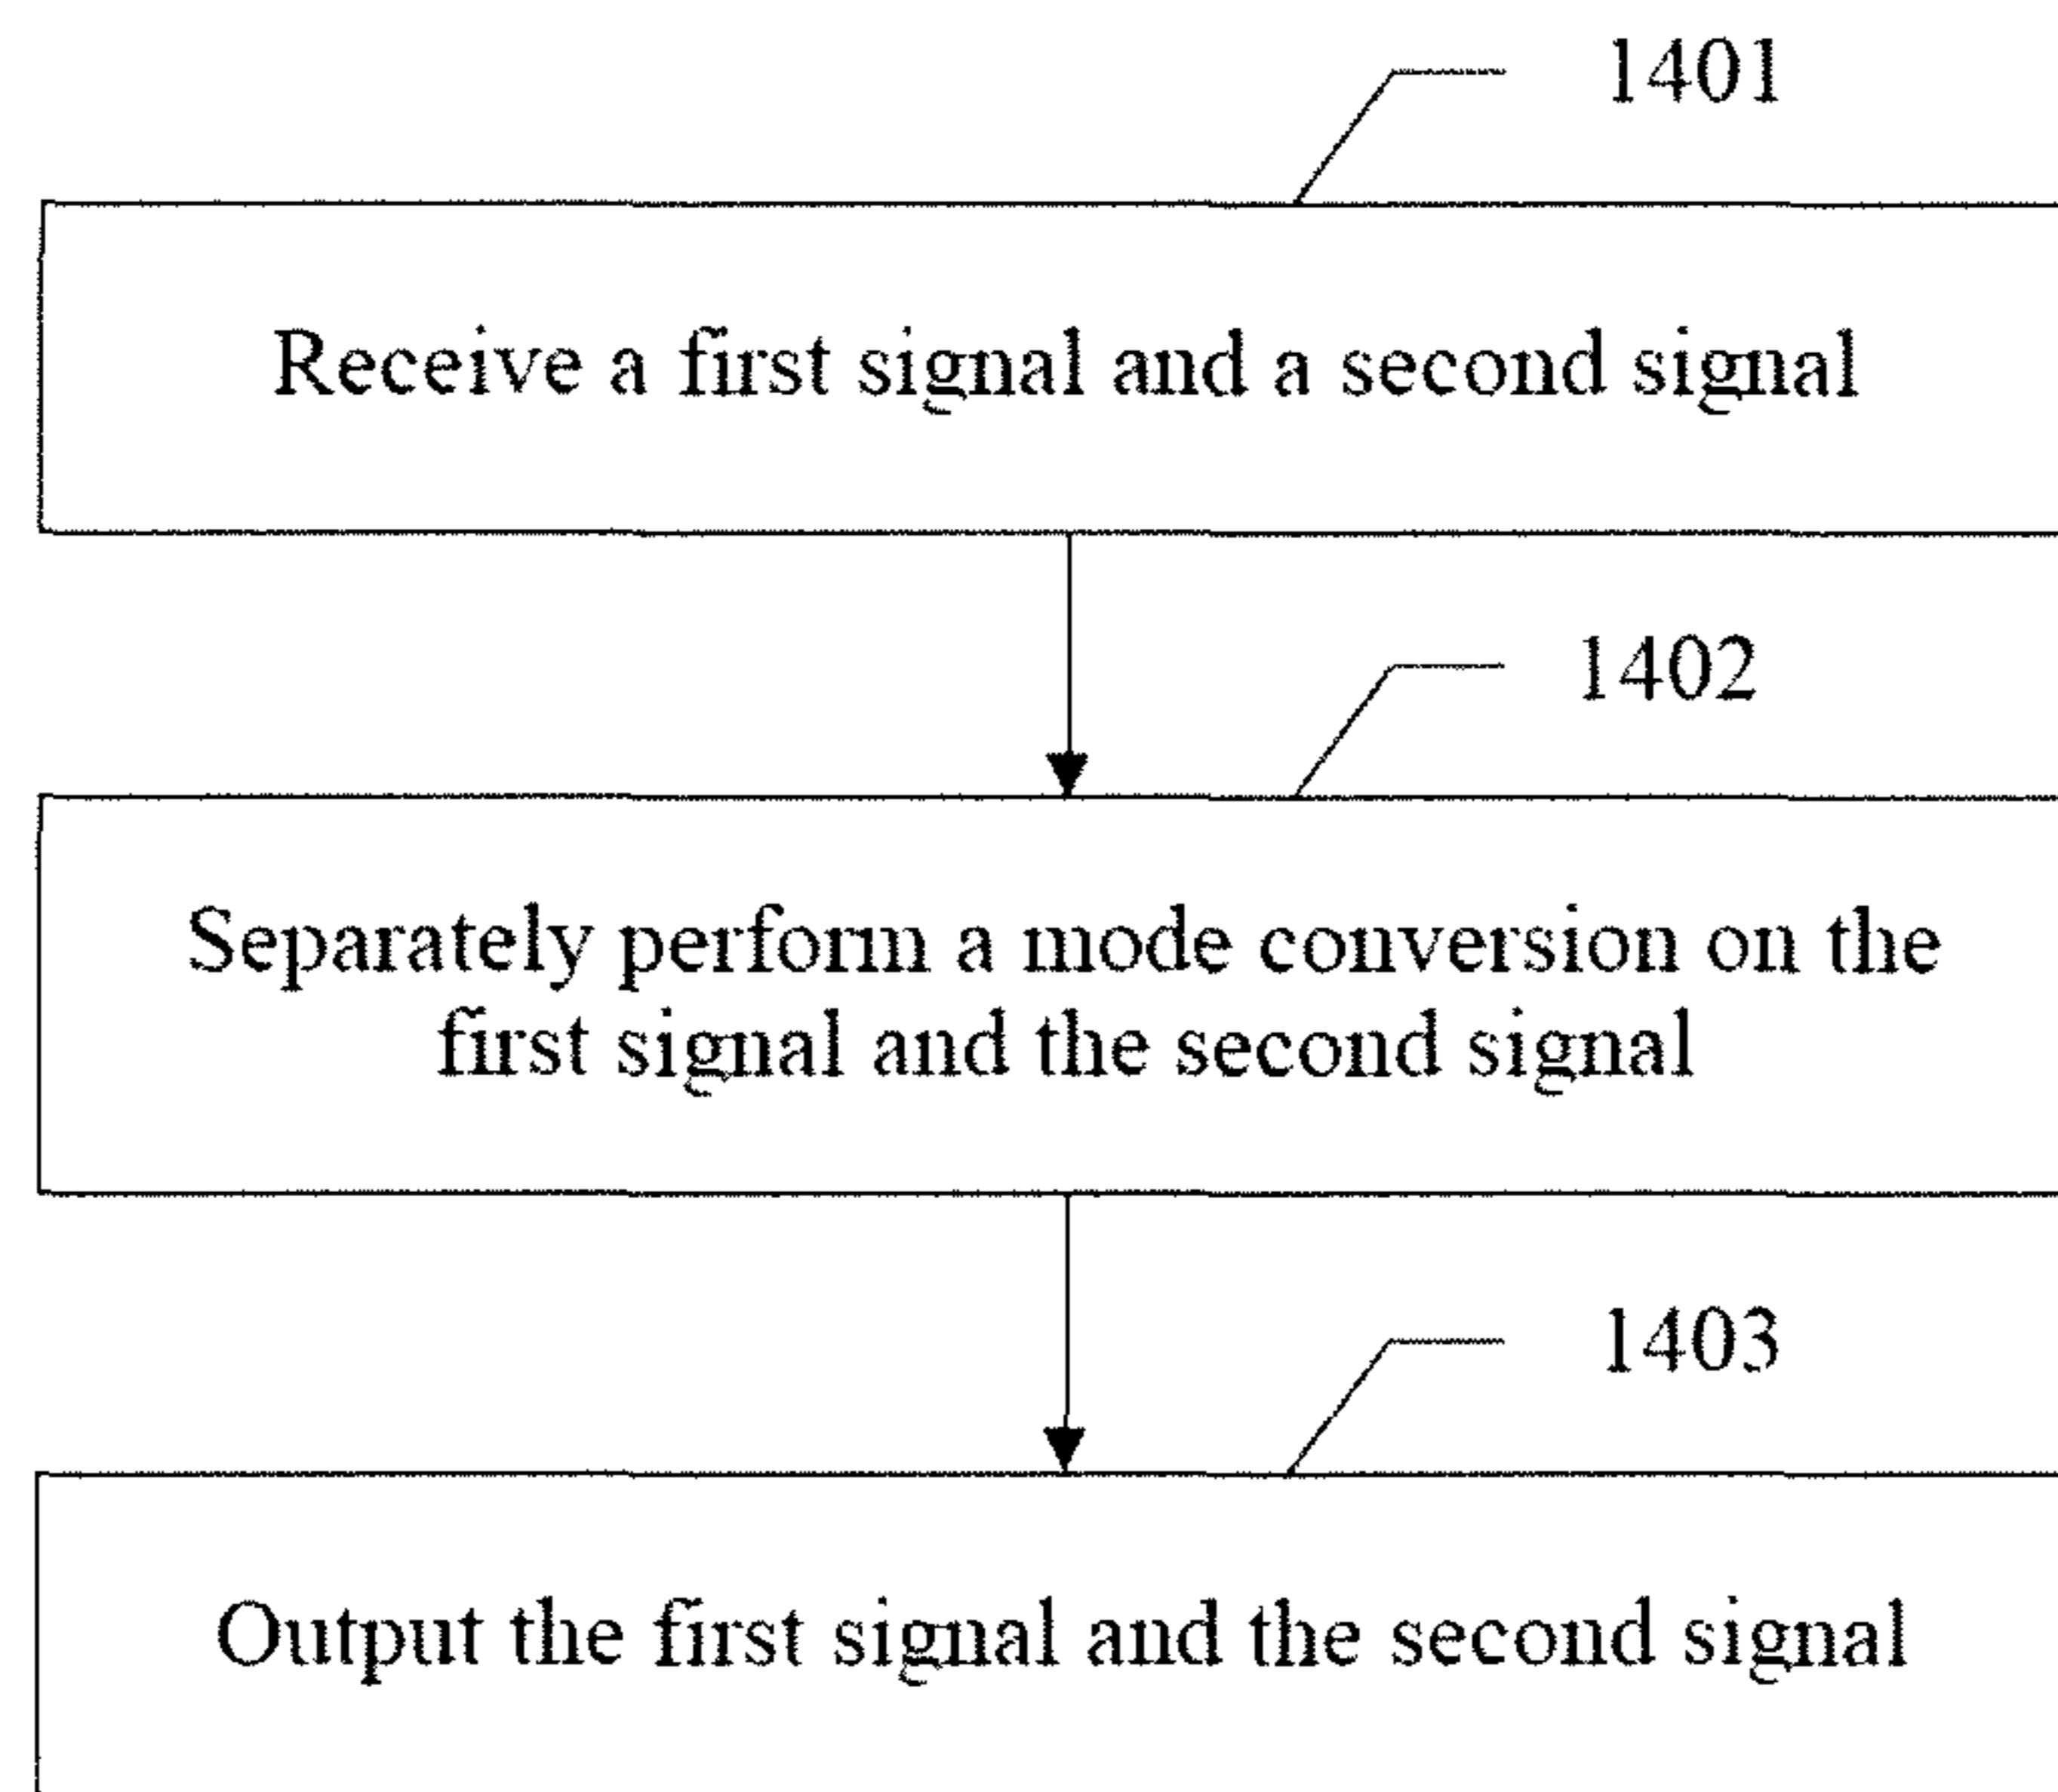 1401
Receive a first signal and a second signal
1402
Separately perform a mode conversion on the
first signal and the second signal
1403
Output the first signal and the second signal